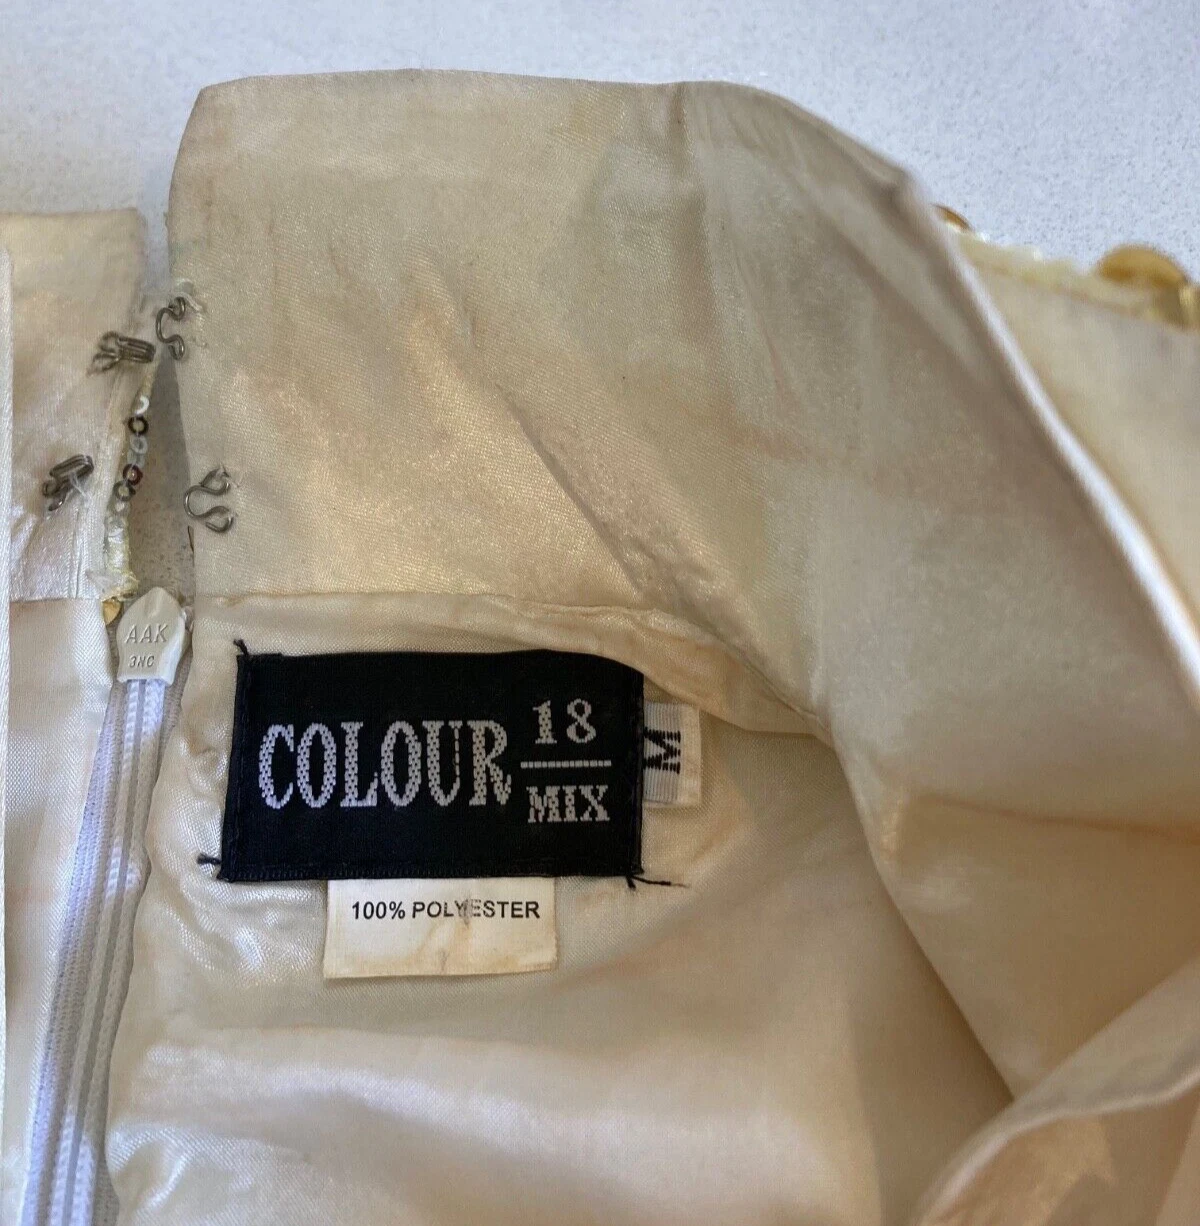 AAK
3NC
COLOUR 18
MIX
M
100% POLYESTER